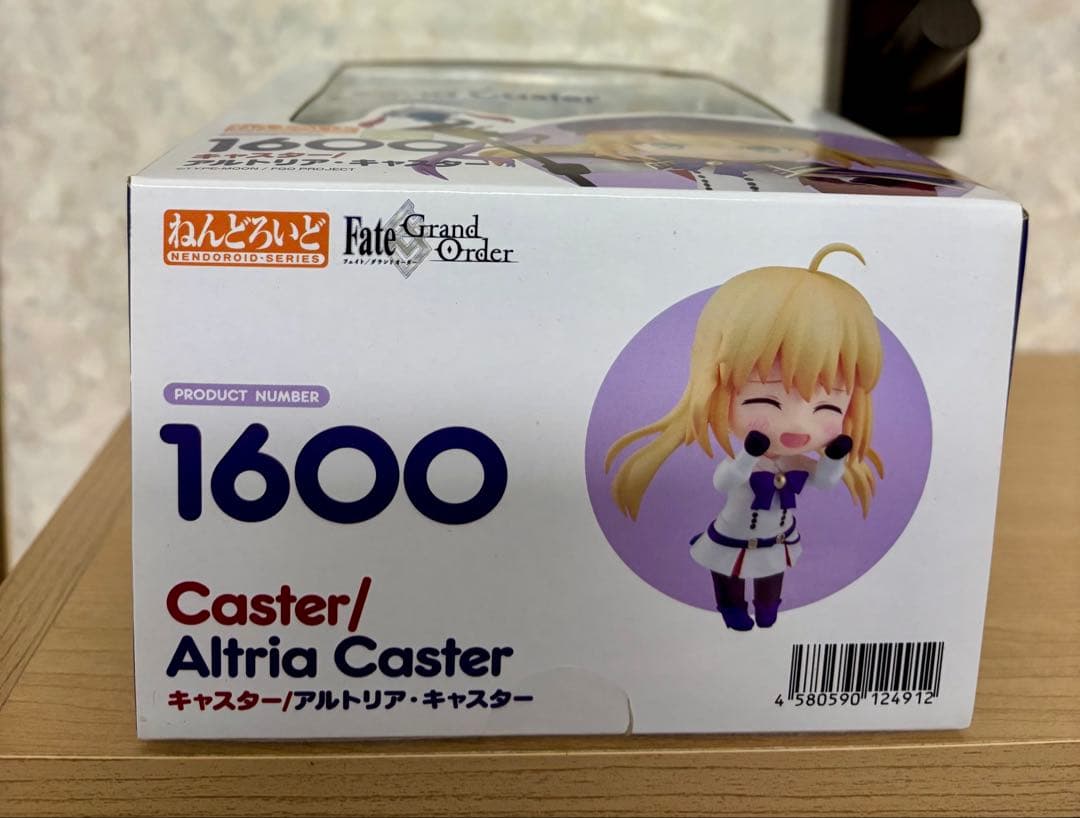 1600
キャスター/
アルトリア・キャスター
©TYPE-MOON / FGO PROJECT
ねんどろいど
NENDOROID・SERIES
Fate Grand Order
フェイト/グランドオーダー
PRODUCT NUMBER
1600
Caster/
Altria Caster
キャスター/アルトリア・キャスター
4 580590 124912